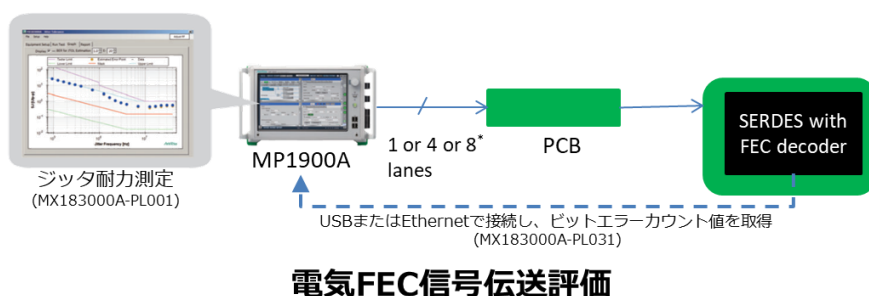 MP1900A
1 or 4 or 8*
lanes
PCB
SERDES with
FEC decoder
ジッタ耐力測定
(MX183000A-PL001)
USBまたはEthernetで接続し、ビットエラーカウント値を取得
(MX183000A-PL031)
電気FEC信号伝送評価